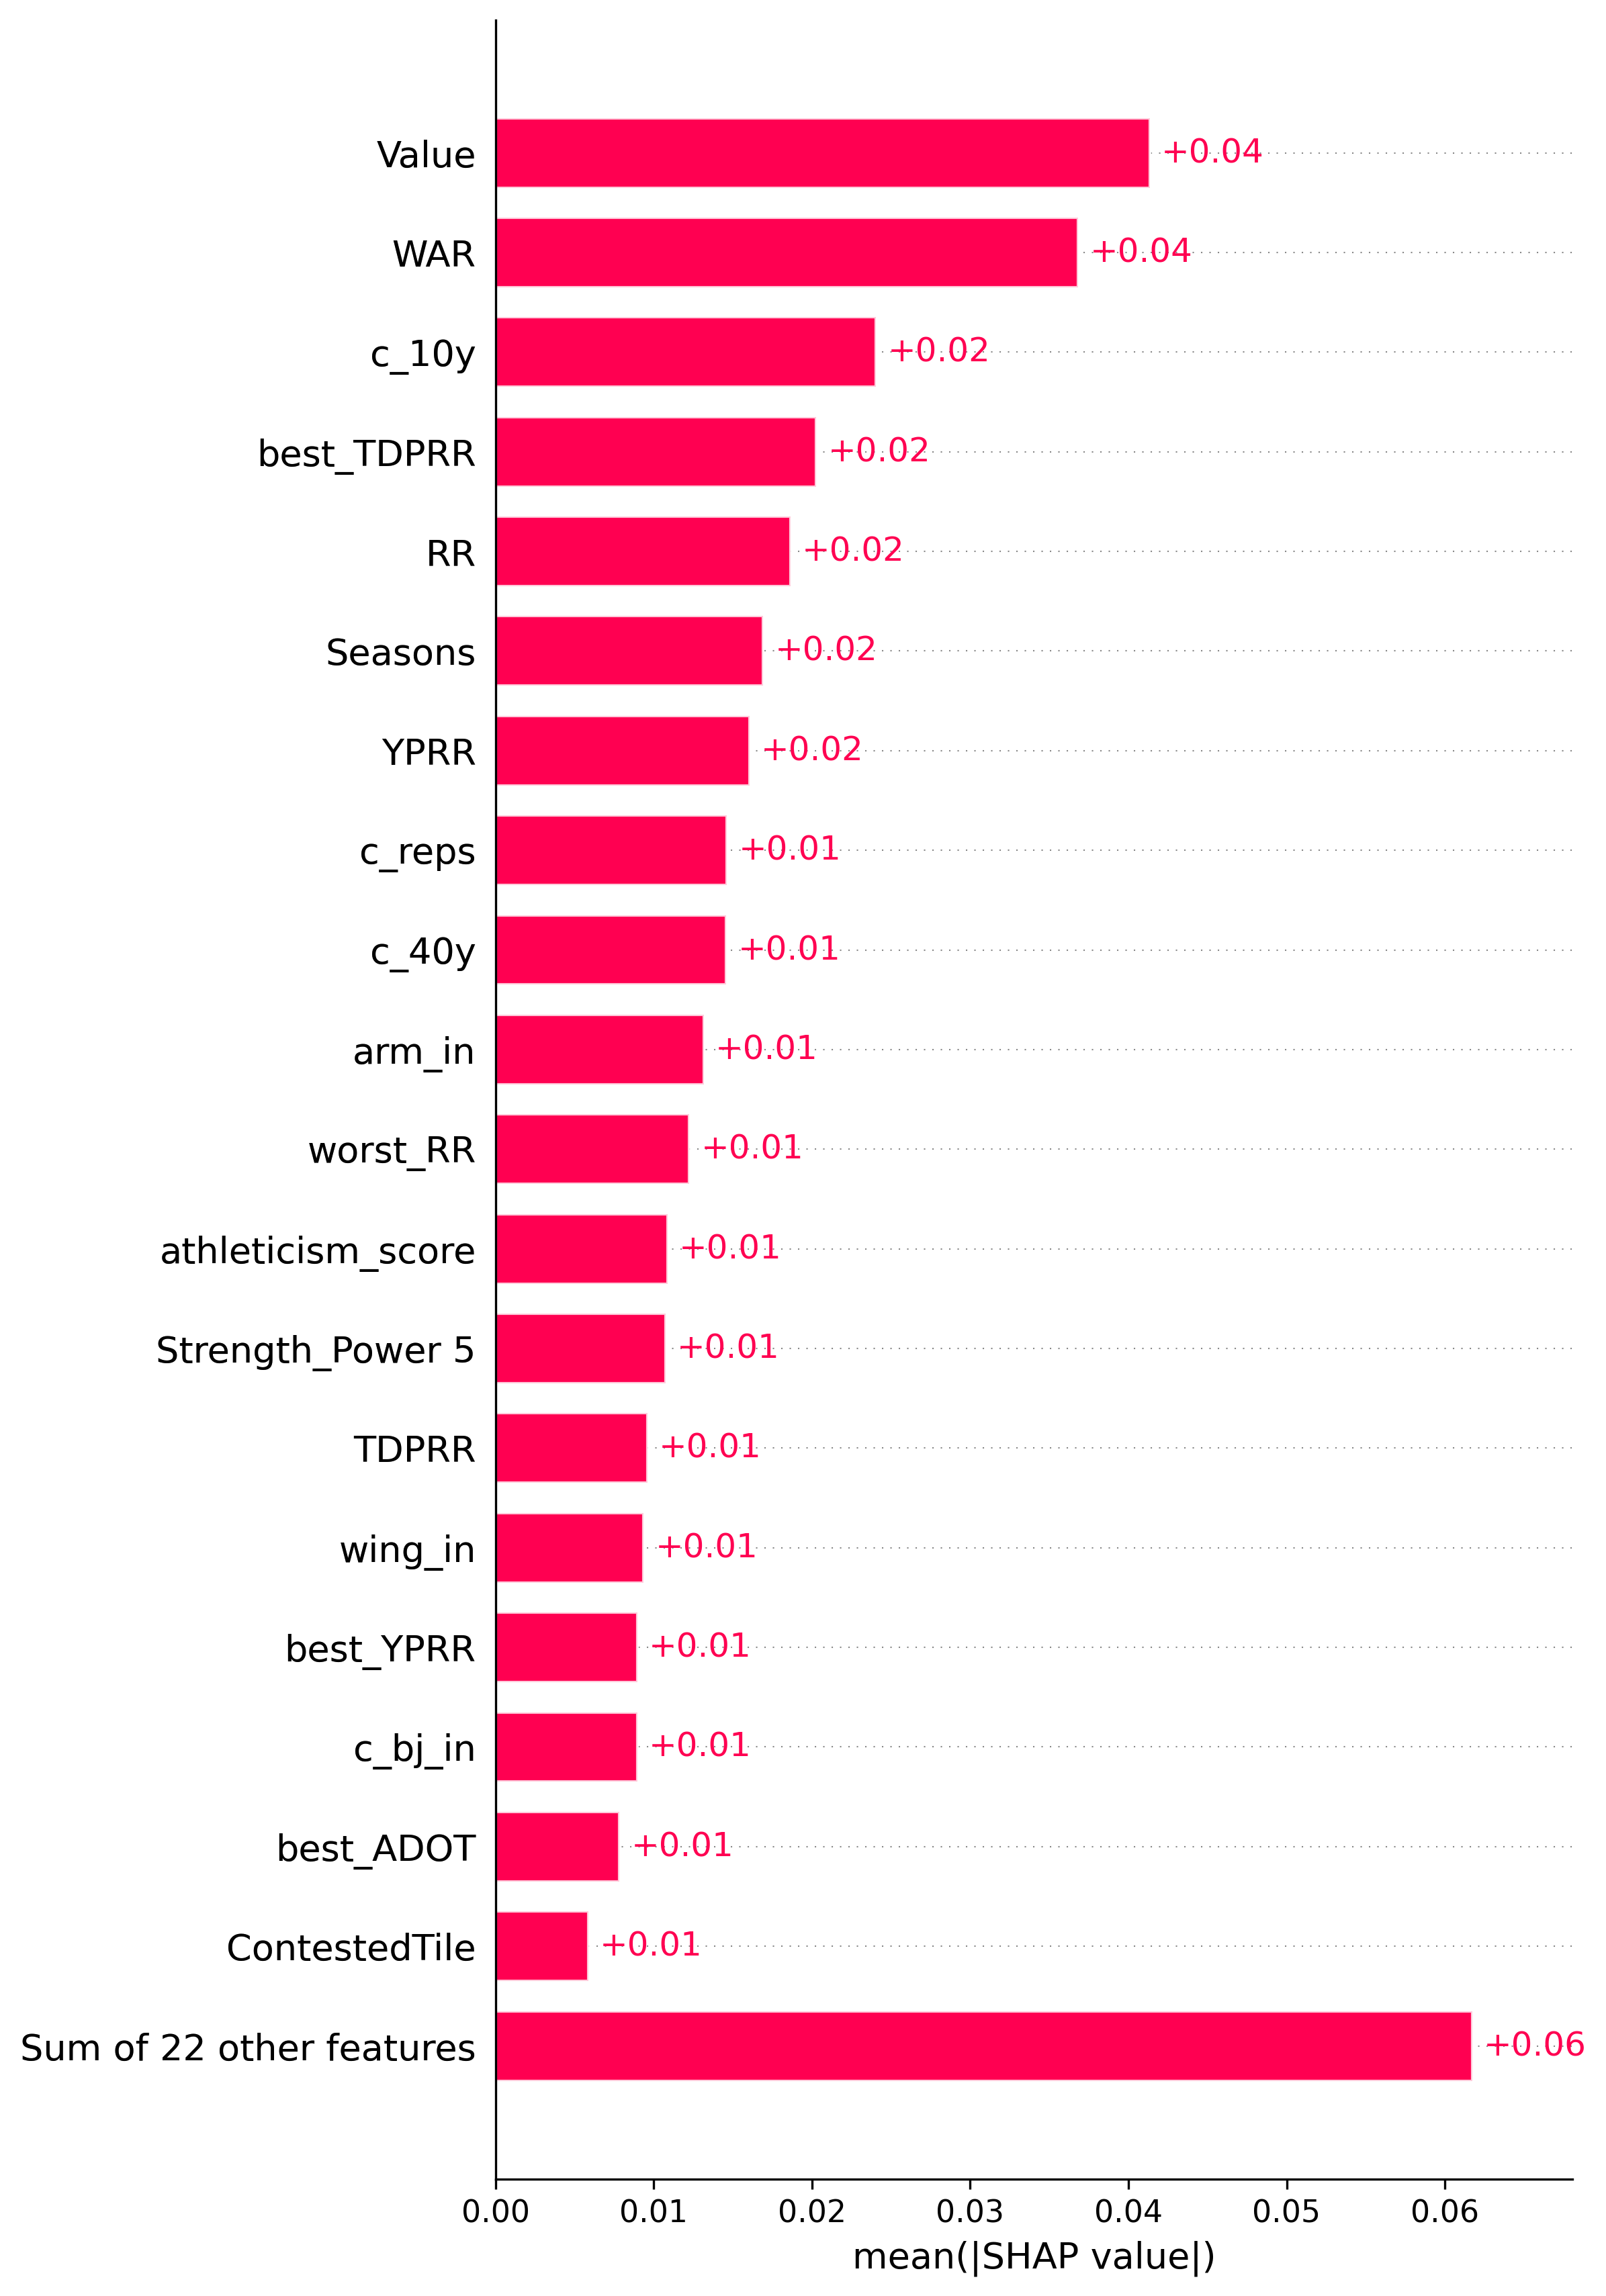 Value +0.04
WAR +0.04
c_10y +0.02
best_TDPRR +0.02
RR +0.02
Seasons +0.02
YPRR +0.02
c_reps +0.01
c_40y +0.01
arm_in +0.01
worst_RR +0.01
athleticism_score +0.01
Strength_Power 5 +0.01
TDPRR +0.01
wing_in +0.01
best_YPRR +0.01
c_bj_in +0.01
best_ADOT +0.01
ContestedTile +0.01
Sum of 22 other features +0.06
0.00 0.01 0.02 0.03 0.04 0.05 0.06
mean(|SHAP value|)